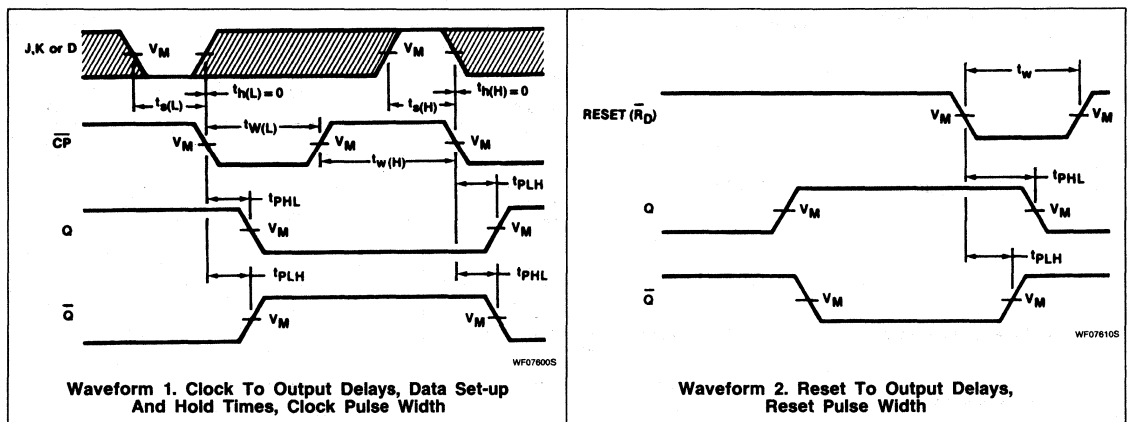 J,K or D
VM
VM
th(L) = 0
th(H) = 0
ts(L)
ts(H)
CP
VM
tW(L)
VM
tw(H)
VM
tPHL
tPLH
Q
VM
VM
tPLH
tPHL
Q
VM
VM
WF07600S
Waveform 1. Clock To Output Delays, Data Set-up
And Hold Times, Clock Pulse Width
tw
RESET (RD)
VM
VM
tPHL
Q
VM
VM
tPLH
Q
VM
VM
WF07610S
Waveform 2. Reset To Output Delays,
Reset Pulse Width